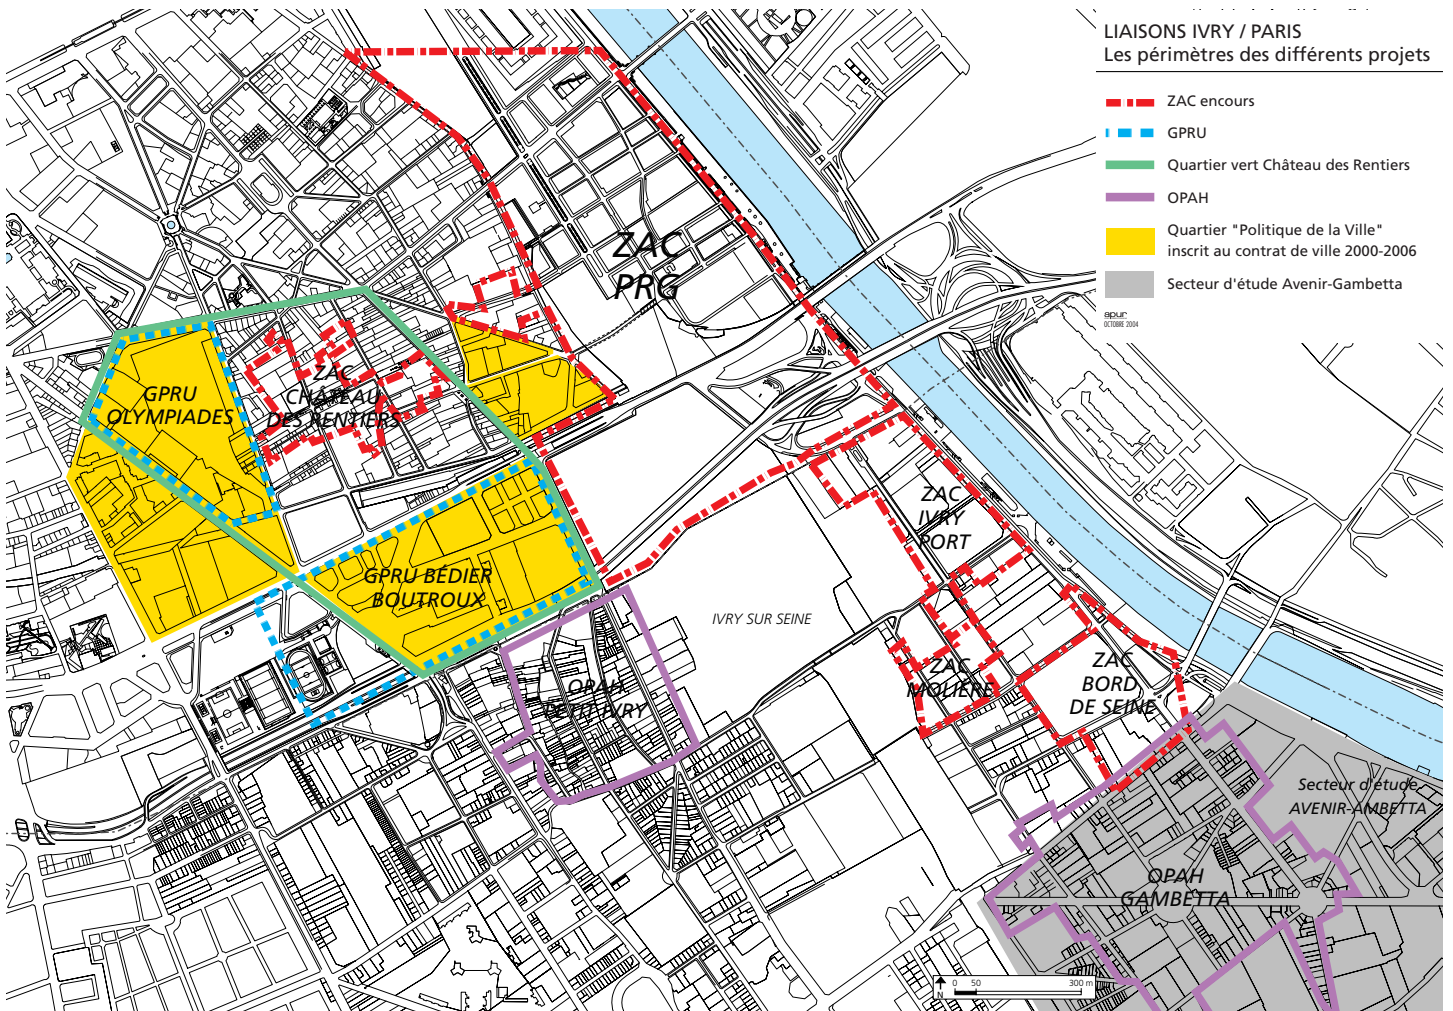 LIAISONS IVRY / PARIS
Les périmètres des différents projets
ZAC encours
GPRU
Quartier vert Château des Rentiers
OPAH
Quartier "Politique de la Ville"
inscrit au contrat de ville 2000-2006
Secteur d'étude Avenir-Gambetta
apur
OCTOBRE 2004
ZAC
PRG
GPRU
OLYMPIADES
ZAC
CHÂTEAU
DES RENTIERS
GPRU BÉDIER
BOUTROUX
ZAC
IVRY
PORT
IVRY SUR SEINE
ZAC
MOLIÈRE
ZAC
BORD
DE SEINE
OPAH
PETIT IVRY
Secteur d'étude
AVENIR-AMBETTA
OPAH
GAMBETTA
N
0 50 300 m